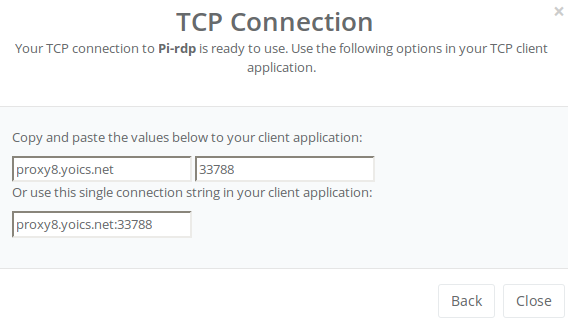 ×
TCP Connection
Your TCP connection to Pi-rdp is ready to use. Use the following options in your TCP client
application.
Copy and paste the values below to your client application:
proxy8.yoics.net 33788
Or use this single connection string in your client application:
proxy8.yoics.net:33788
Back Close